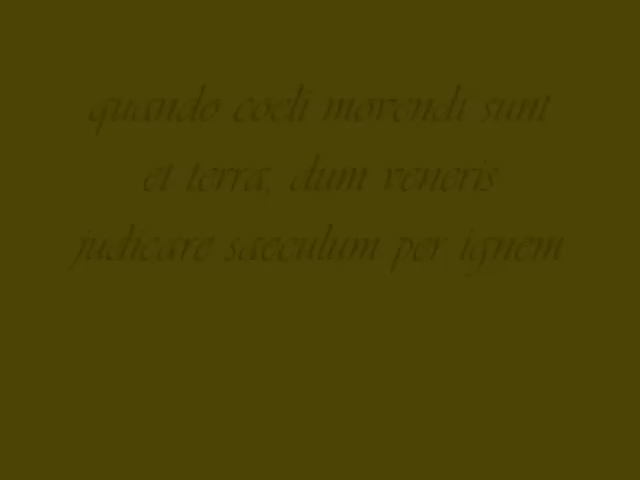 quando coeli movendi sunt
et terra, dum veneris
judicare saeculum per ignem